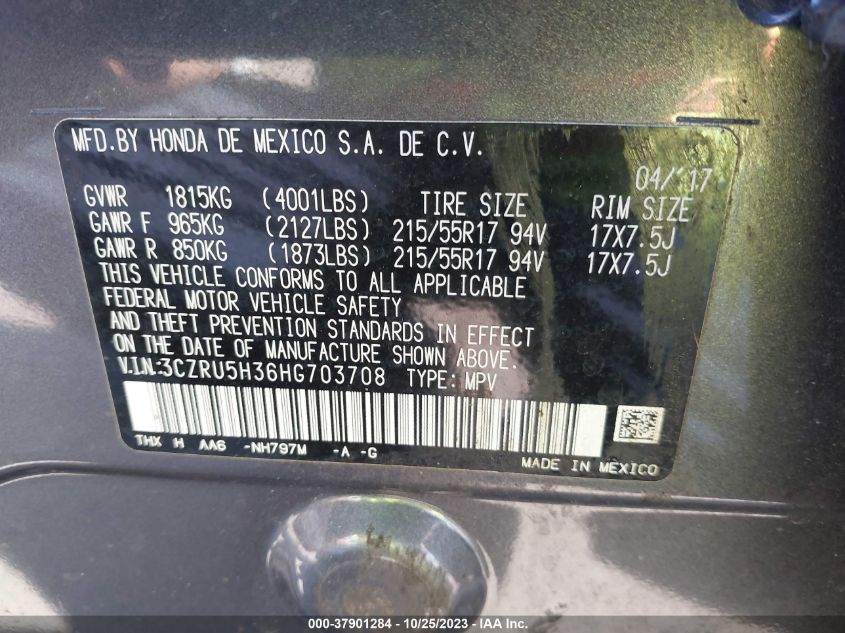 MFD.BY HONDA DE MEXICO S.A. DE C.V.
04/'17
GVWR 1815KG (4001LBS) TIRE SIZE RIM SIZE
GAWR F 965KG (2127LBS) 215/55R17 94V 17X7.5J
GAWR R 850KG (1873LBS) 215/55R17 94V 17X7.5J
THIS VEHICLE CONFORMS TO ALL APPLICABLE
FEDERAL MOTOR VEHICLE SAFETY
AND THEFT PREVENTION STANDARDS IN EFFECT
ON THE DATE OF MANUFACTURE SHOWN ABOVE.
V.I.N:3CZRU5H36HG703708 TYPE: MPV
THX H AA6 -NH797M -A -G
MADE IN MEXICO
000-37901284 - 10/25/2023 - IAA Inc.